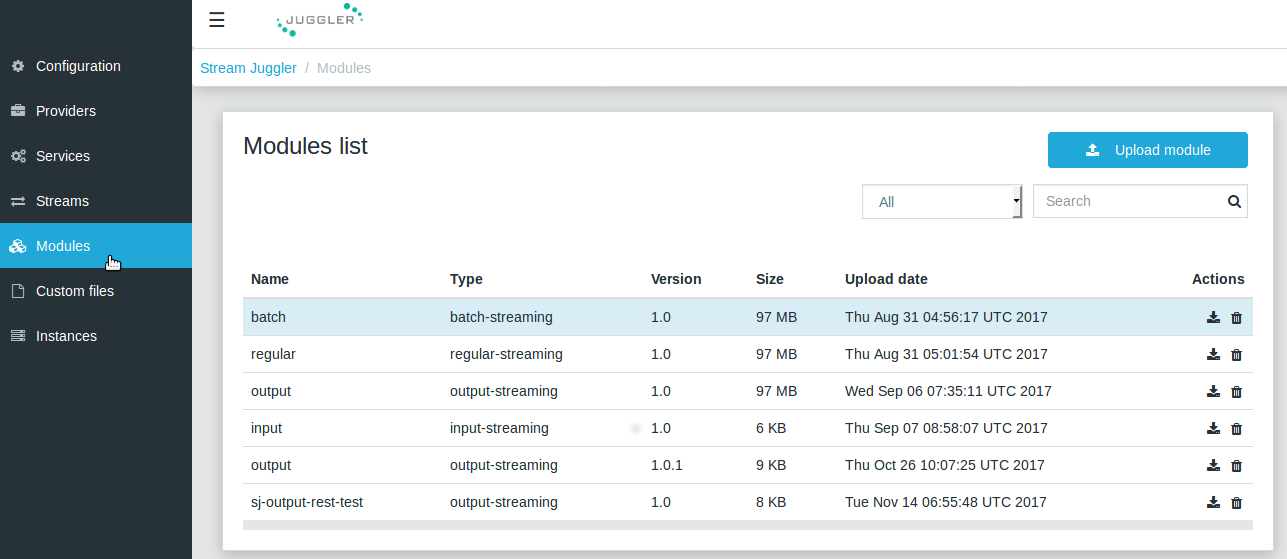 JUGGLER
Stream Juggler / Modules
Configuration
Providers
Services
Streams
Modules
Custom files
Instances
Modules list
Upload module
All
Search
Name Type Version Size Upload date Actions
batch batch-streaming 1.0 97 MB Thu Aug 31 04:56:17 UTC 2017
regular regular-streaming 1.0 97 MB Thu Aug 31 05:01:54 UTC 2017
output output-streaming 1.0 97 MB Wed Sep 06 07:35:11 UTC 2017
input input-streaming 1.0 6 KB Thu Sep 07 08:58:07 UTC 2017
output output-streaming 1.0.1 9 KB Thu Oct 26 10:07:25 UTC 2017
sj-output-rest-test output-streaming 1.0 8 KB Tue Nov 14 06:55:48 UTC 2017